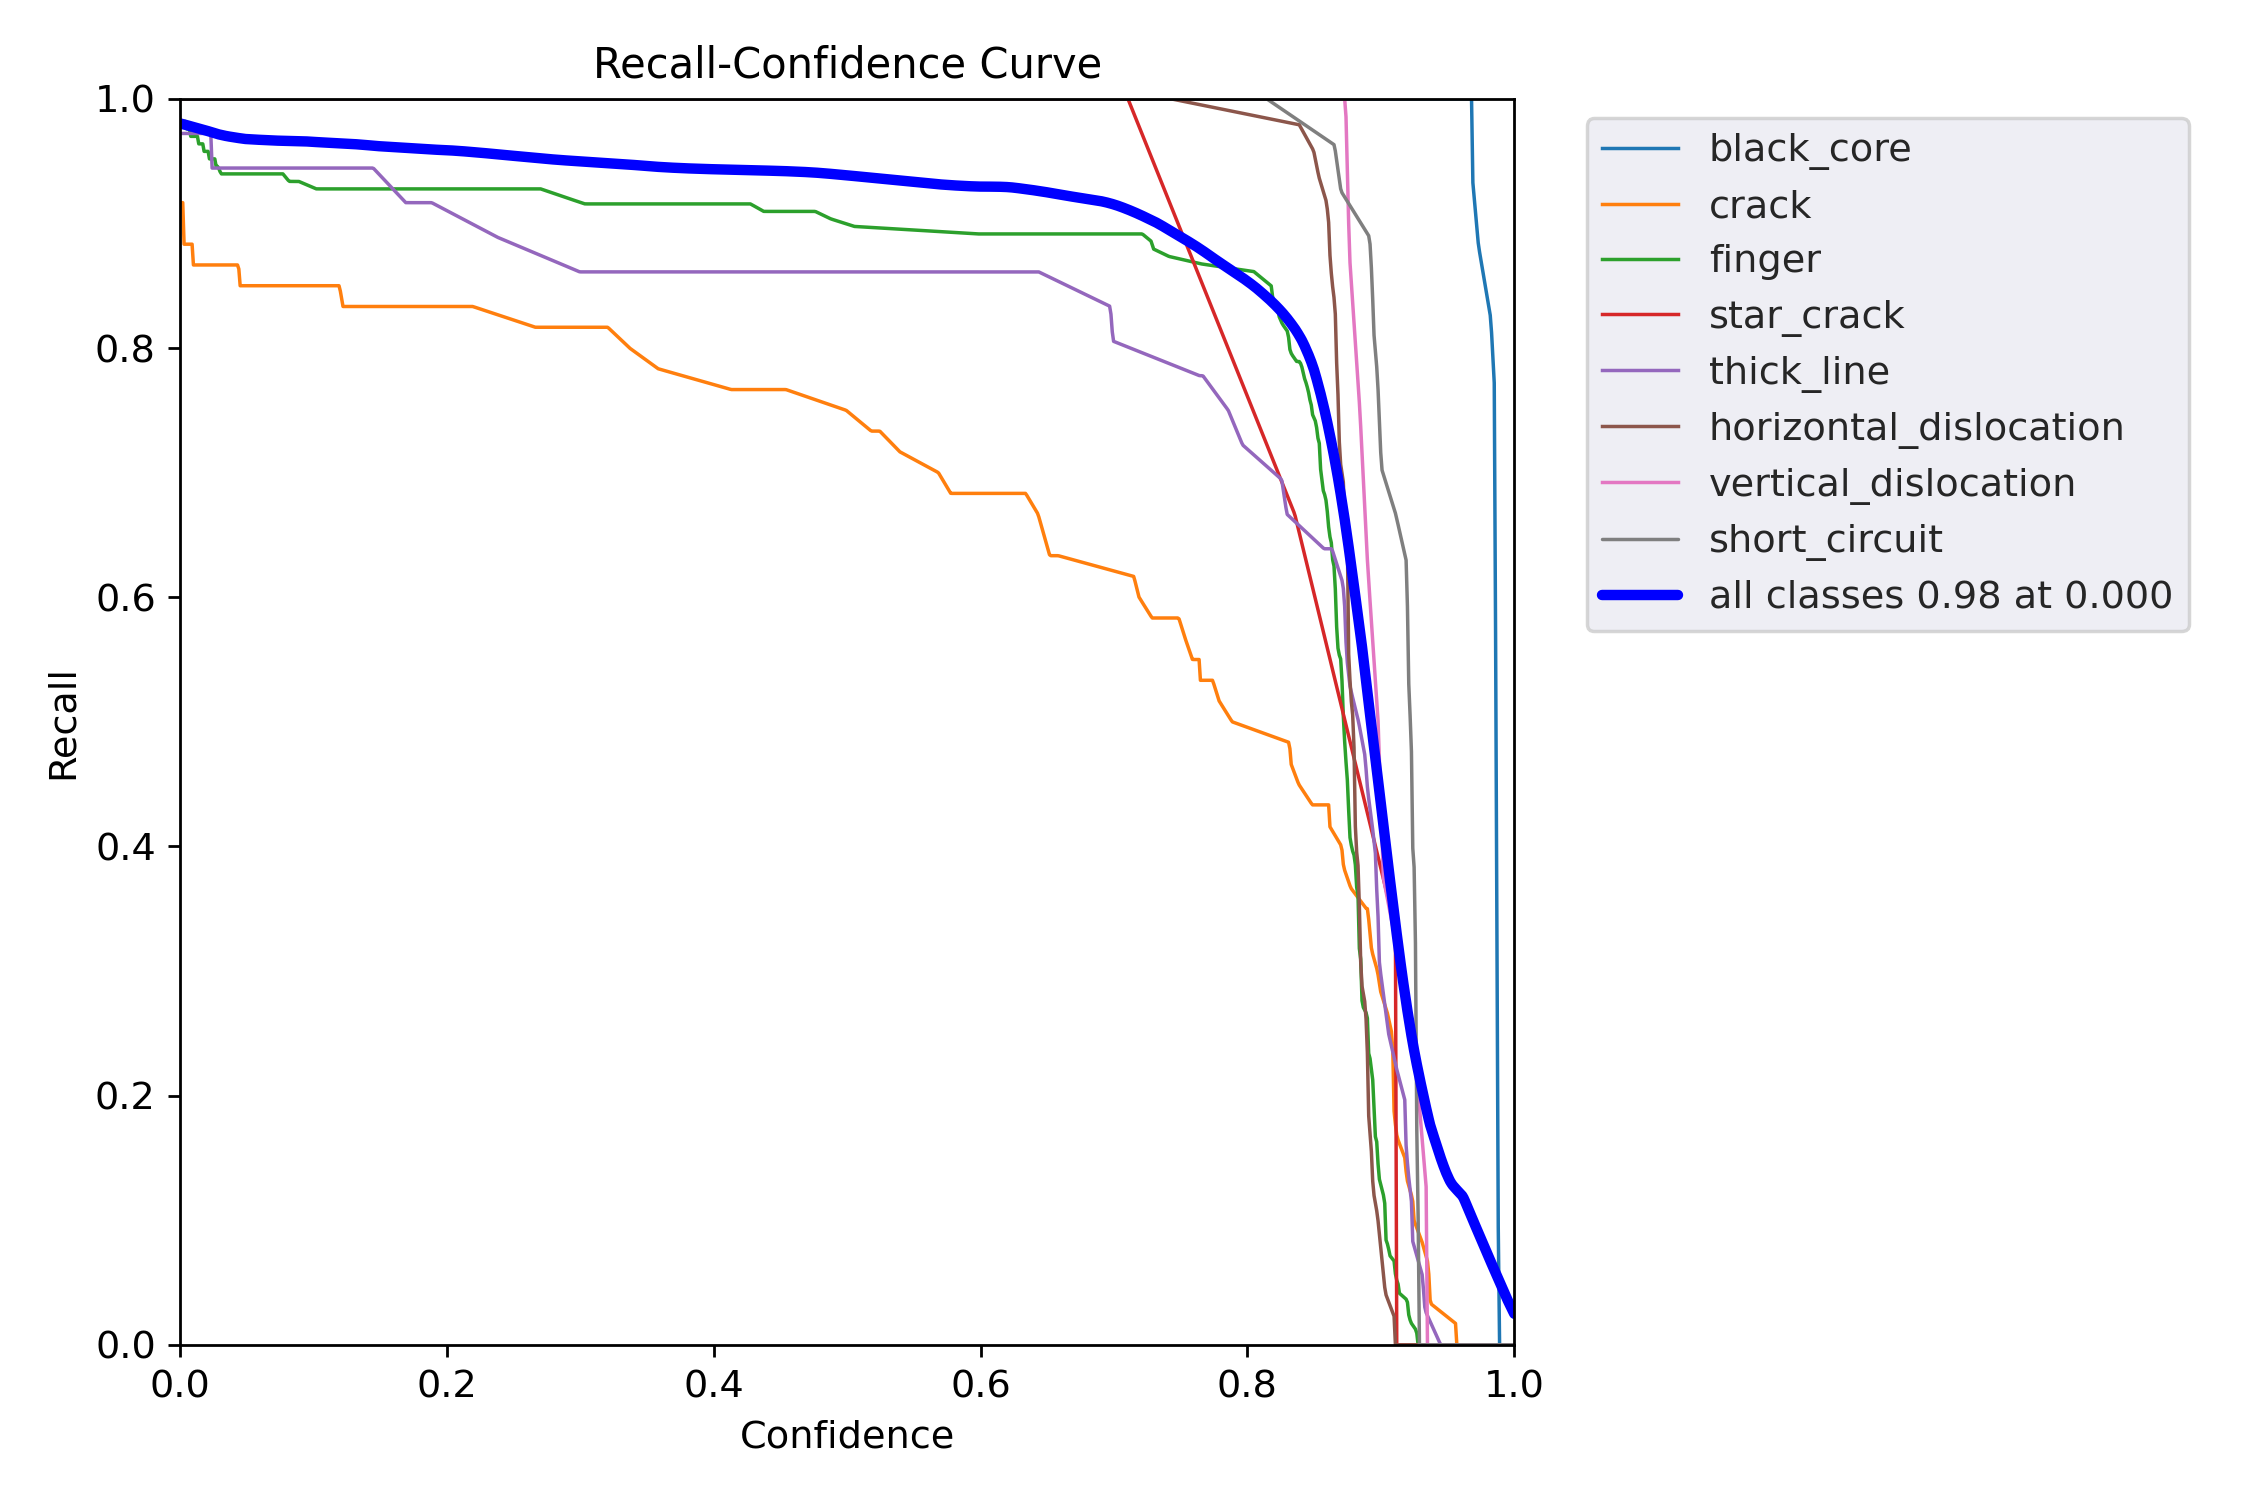 Recall-Confidence Curve
1.0
0.8
0.6
0.4
0.2
0.0
Recall
0.0 0.2 0.4 0.6 0.8 1.0
Confidence
black_core
crack
finger
star_crack
thick_line
horizontal_dislocation
vertical_dislocation
short_circuit
all classes 0.98 at 0.000